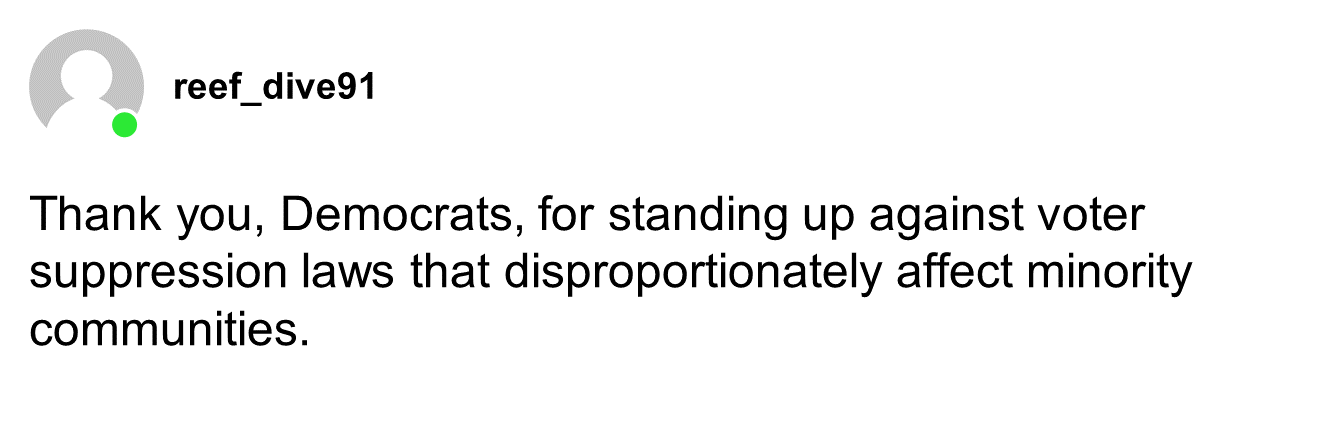 reef_dive91
Thank you, Democrats, for standing up against voter
suppression laws that disproportionately affect minority
communities.